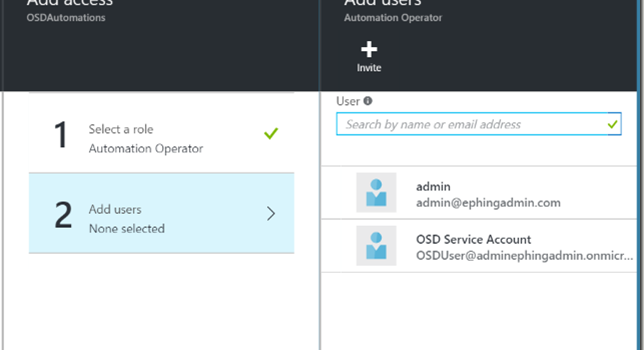 Add access
OSDAutomations
1
Select a role
Automation Operator
2
Add users
None selected
Add users
Automation Operator
Invite
User
Search by name or email address
admin
admin@ephingadmin.com
OSD Service Account
OSDUser@adminephingadmin.onmicr...